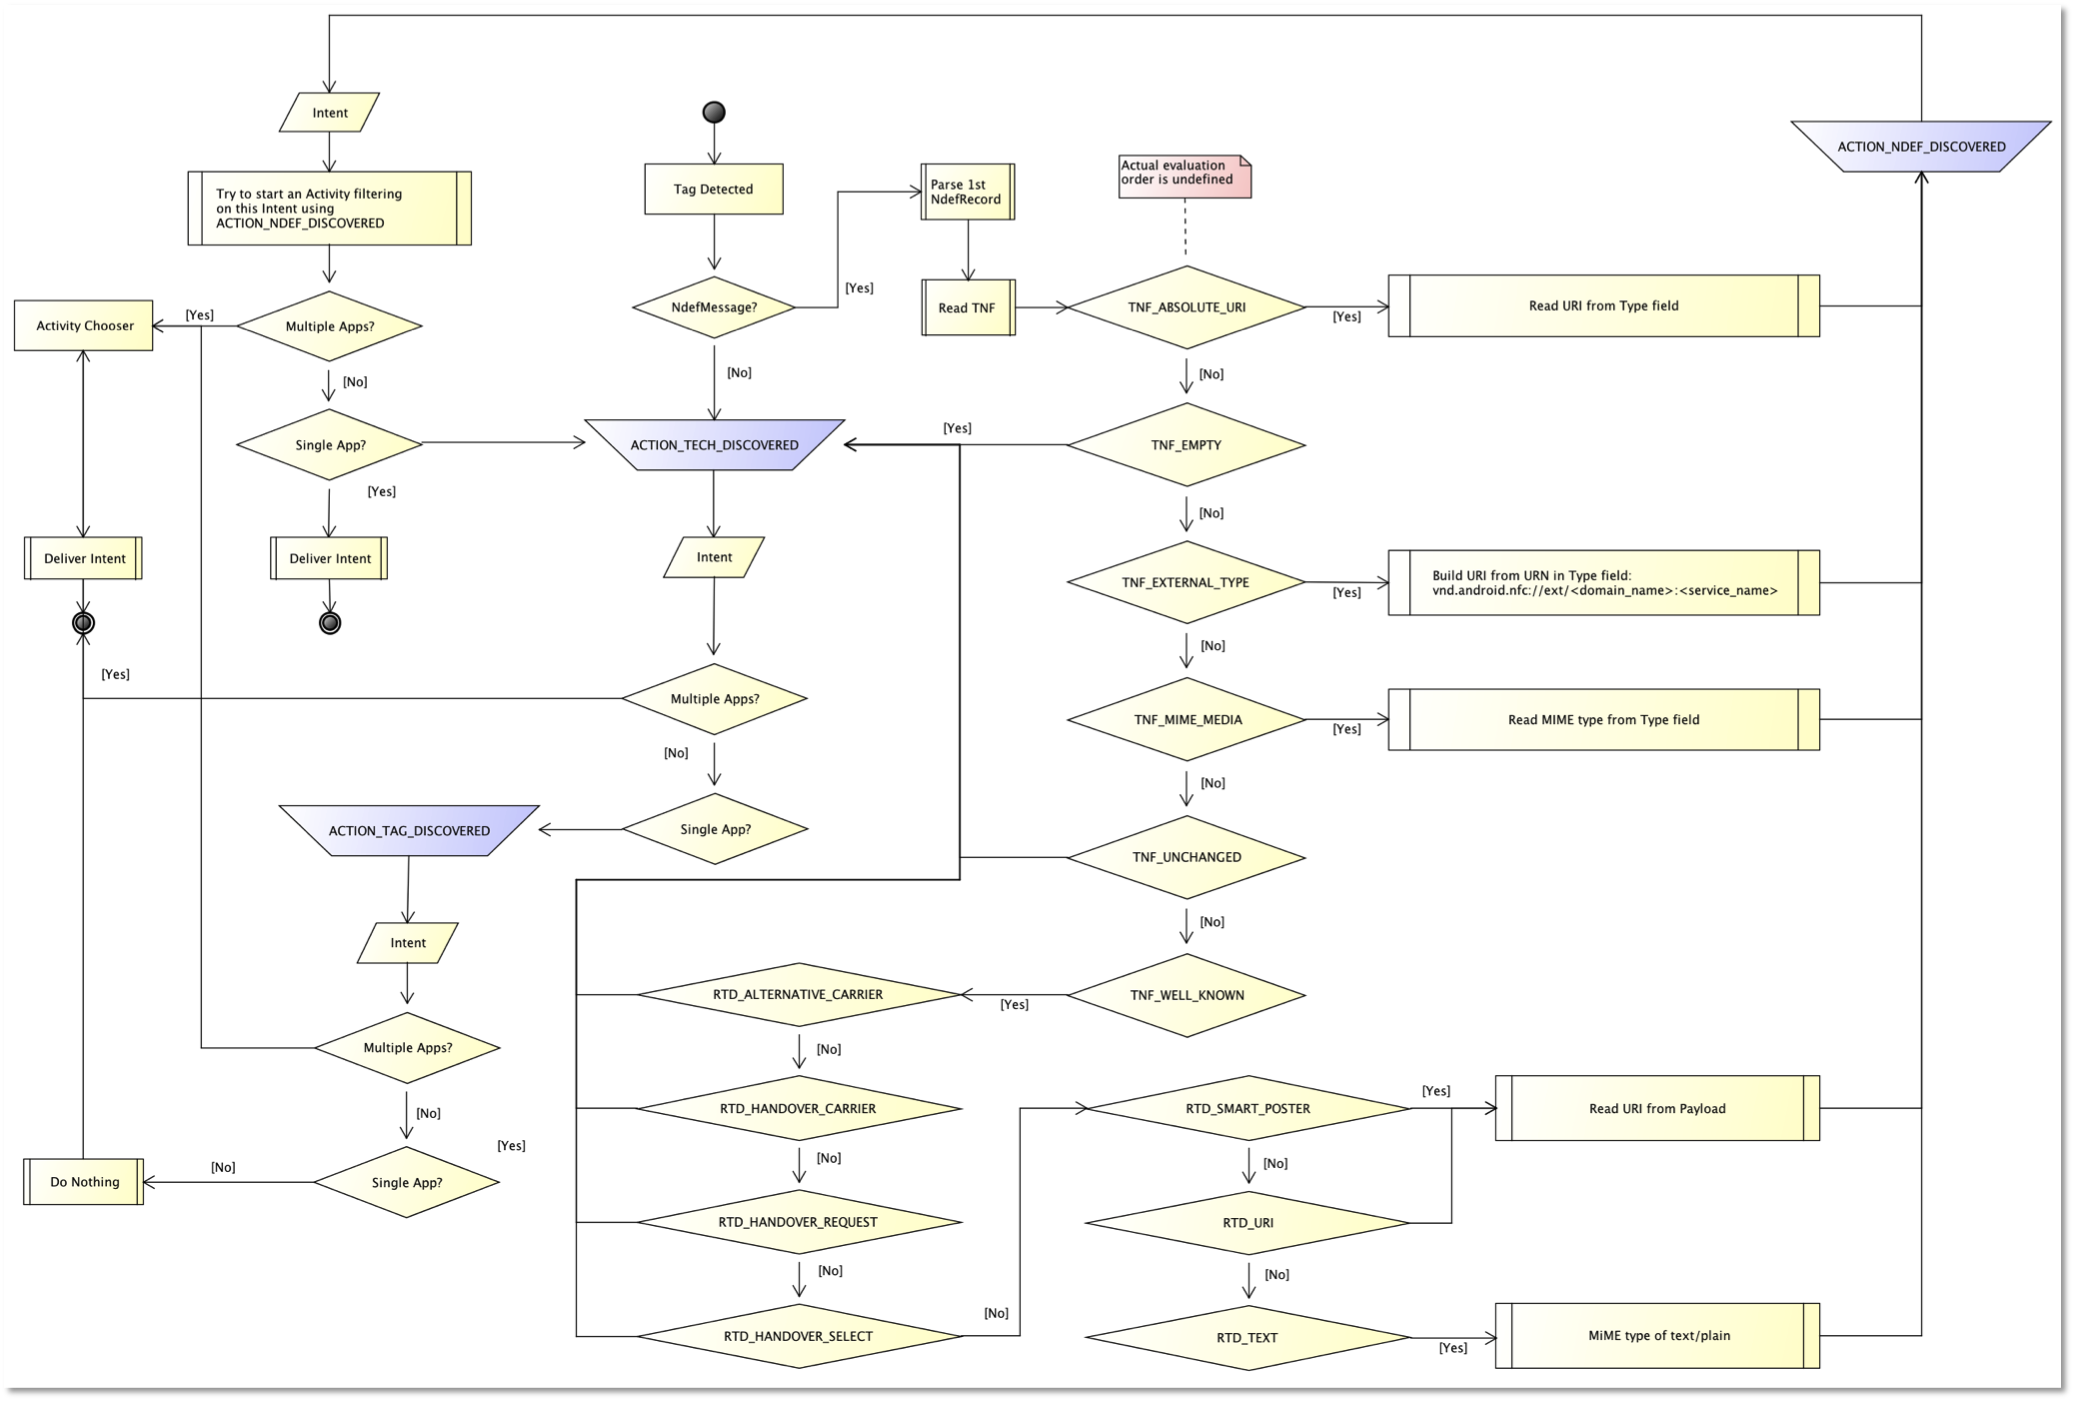 Intent
Try to start an Activity filtering
on this Intent using
ACTION_NDEF_DISCOVERED
Multiple Apps?
[Yes]
Activity Chooser
[No]
Single App?
[Yes]
Deliver Intent
Deliver Intent
[Yes]
Tag Detected
NdefMessage?
[Yes]
[No]
Parse 1st
NdefRecord
Read TNF
Actual evaluation
order is undefined
TNF_ABSOLUTE_URI
[Yes]
Read URI from Type field
ACTION_NDEF_DISCOVERED
[No]
TNF_EMPTY
[Yes]
ACTION_TECH_DISCOVERED
Intent
[No]
TNF_EXTERNAL_TYPE
[Yes]
Build URI from URN in Type field:
vnd.android.nfc://ext/<domain_name>:<service_name>
[No]
Multiple Apps?
[No]
Single App?
TNF_MIME_MEDIA
[Yes]
Read MIME type from Type field
[No]
TNF_UNCHANGED
[No]
TNF_WELL_KNOWN
[Yes]
ACTION_TAG_DISCOVERED
Intent
Multiple Apps?
[No]
Single App?
[Yes]
[No]
Do Nothing
RTD_ALTERNATIVE_CARRIER
[No]
RTD_HANDOVER_CARRIER
[No]
RTD_HANDOVER_REQUEST
[No]
RTD_HANDOVER_SELECT
[No]
RTD_SMART_POSTER
[Yes]
Read URI from Payload
[No]
RTD_URI
[No]
RTD_TEXT
[Yes]
MiME type of text/plain